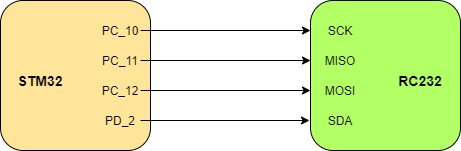 PC_10 SCK
PC_11 MISO
STM32 RC232
PC_12 MOSI
PD_2 SDA